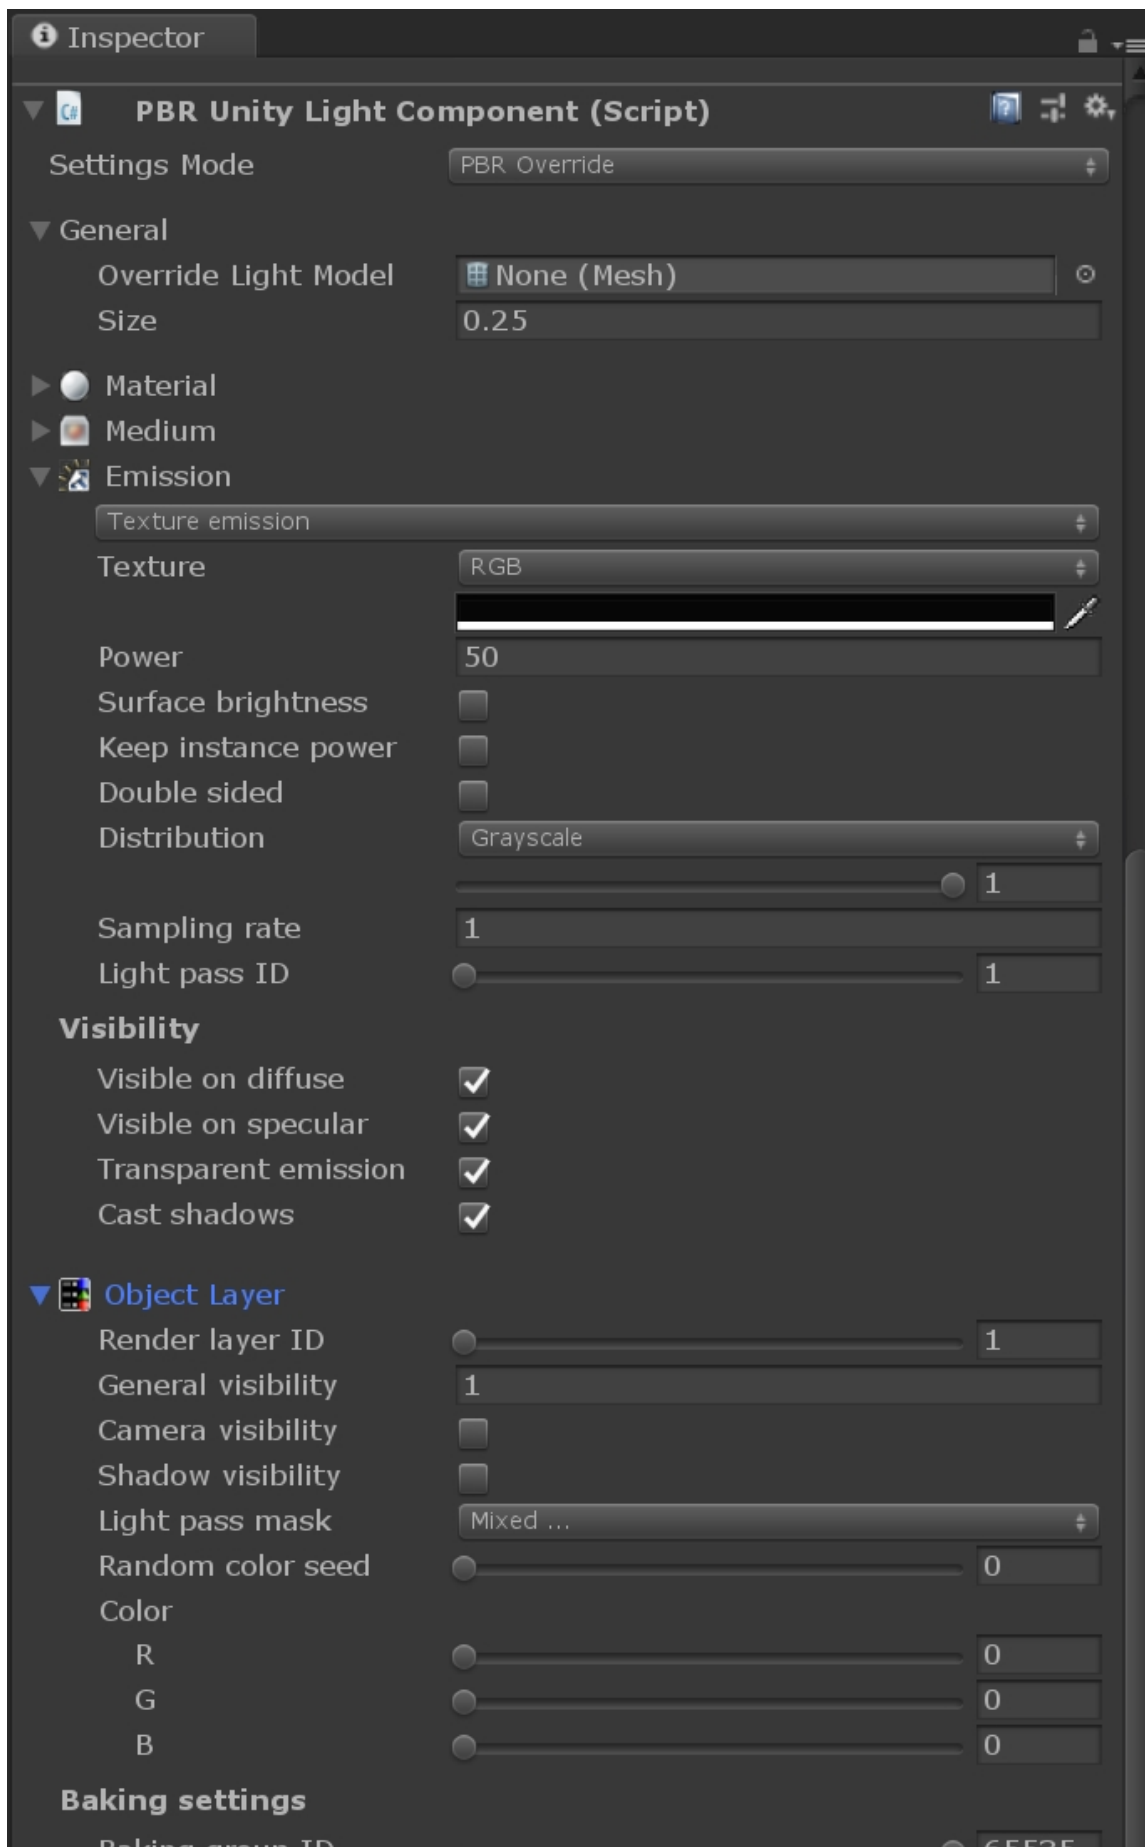 Inspector
PBR Unity Light Component (Script)
Settings Mode PBR Override
General
Override Light Model None (Mesh)
Size 0.25
Material
Medium
Emission
Texture emission
Texture RGB
Power 50
Surface brightness
Keep instance power
Double sided
Distribution Grayscale
1
Sampling rate 1
Light pass ID 1
Visibility
Visible on diffuse
Visible on specular
Transparent emission
Cast shadows
Object Layer
Render layer ID 1
General visibility 1
Camera visibility
Shadow visibility
Light pass mask Mixed ...
Random color seed 0
Color
R 0
G 0
B 0
Baking settings
Baking group ID